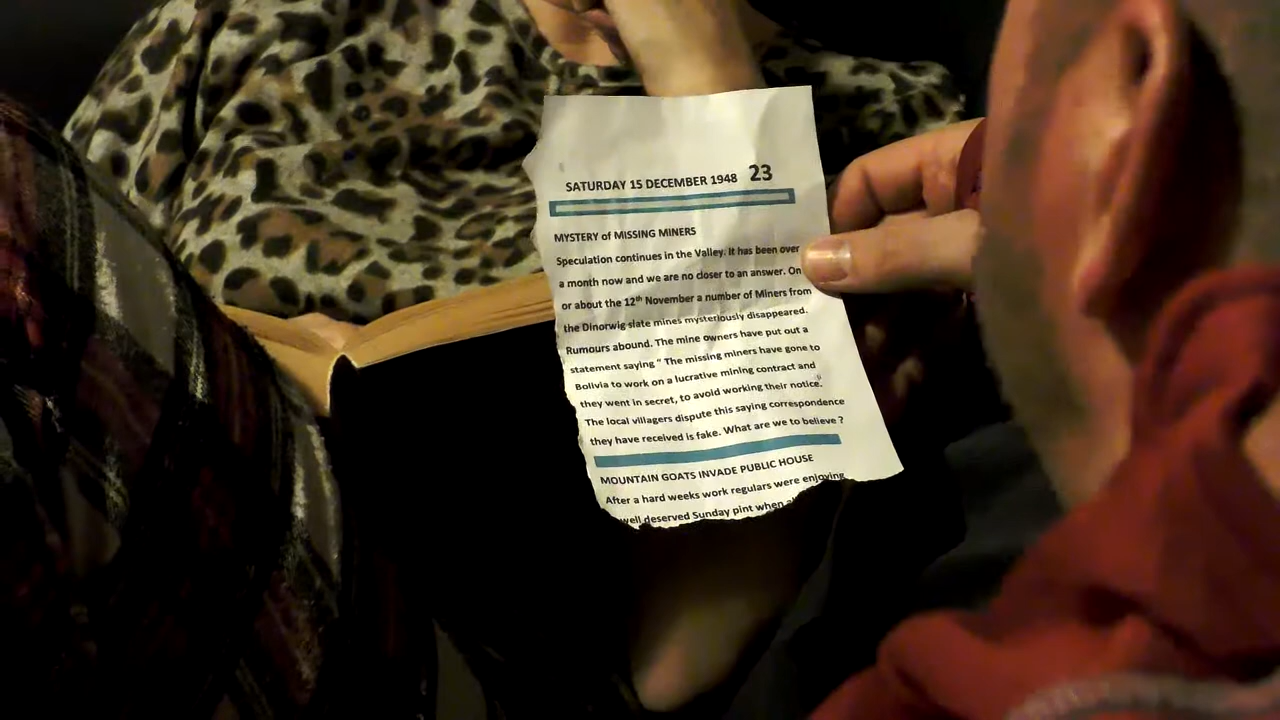 SATURDAY 15 DECEMBER 1948 23
MYSTERY of MISSING MINERS
Speculation continues in the Valley. It has been over
a month now and we are no closer to an answer. On
or about the 12th November a number of Miners from
the Dinorwig slate mines mysteriously disappeared.
Rumours abound. The mine owners have put out a
statement saying " The missing miners have gone to
Bolivia to work on a lucrative mining contract and
they went in secret, to avoid working their notice.
The local villagers dispute this saying correspondence
they have received is fake. What are we to believe ?
MOUNTAIN GOATS INVADE PUBLIC HOUSE
After a hard weeks work regulars were enjoying
well deserved Sunday pint when